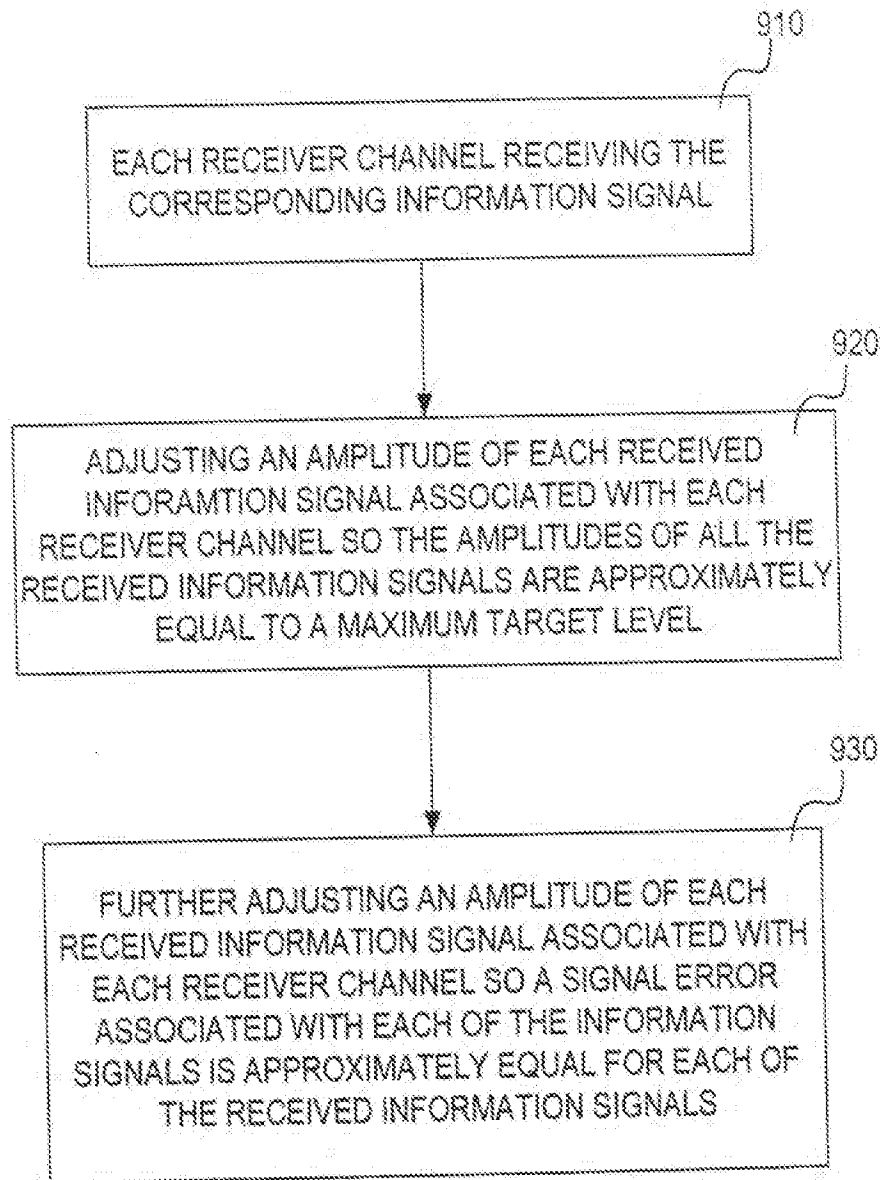 910
EACH RECEIVER CHANNEL RECEIVING THE
CORRESPONDING INFORMATION SIGNAL
920
ADJUSTING AN AMPLITUDE OF EACH RECEIVED
INFORAMTION SIGNAL ASSOCIATED WITH EACH
RECEIVER CHANNEL SO THE AMPLITUDES OF ALL THE
RECEIVED INFORMATION SIGNALS ARE APPROXIMATELY
EQUAL TO A MAXIMUM TARGET LEVEL
930
FURTHER ADJUSTING AN AMPLITUDE OF EACH
RECEIVED INFORMATION SIGNAL ASSOCIATED WITH
EACH RECEIVER CHANNEL SO A SIGNAL ERROR
ASSOCIATED WITH EACH OF THE INFORMATION
SIGNALS IS APPROXIMATELY EQUAL FOR EACH OF
THE RECEIVED INFORMATION SIGNALS